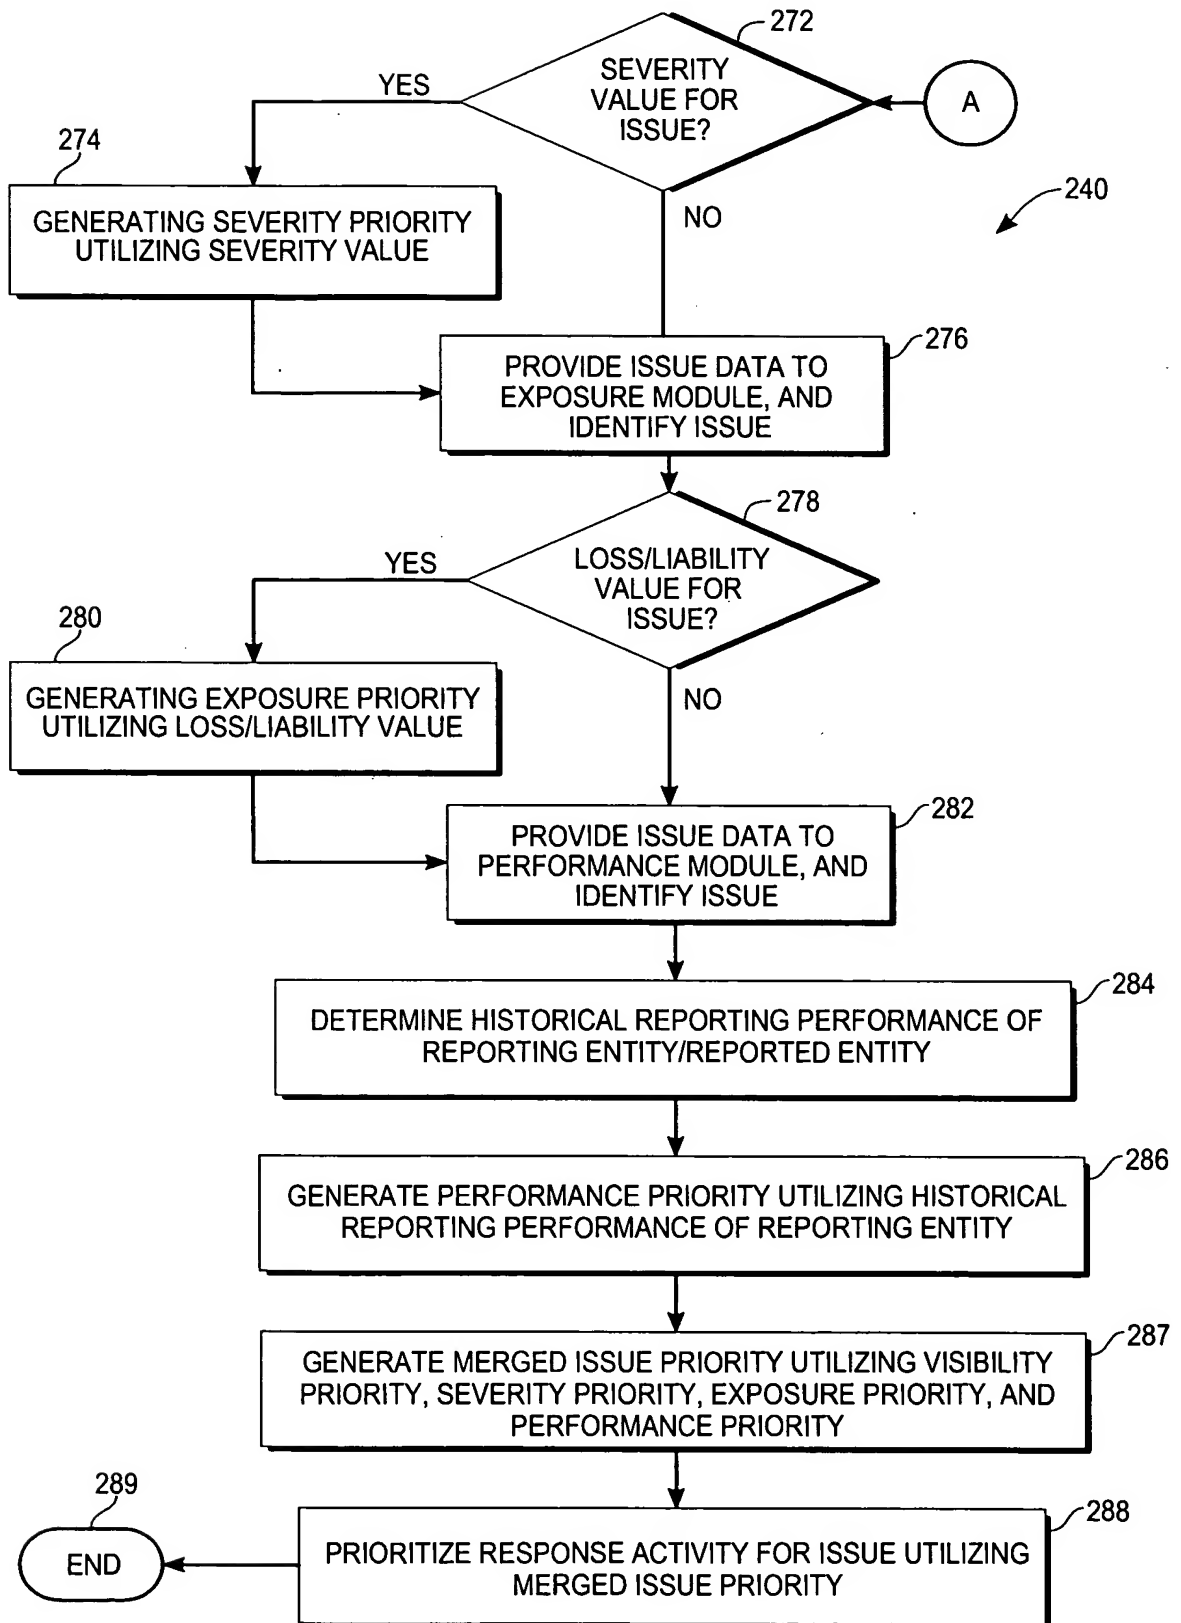 272
SEVERITY
VALUE FOR
ISSUE?
YES
A
274
GENERATING SEVERITY PRIORITY
UTILIZING SEVERITY VALUE
NO
240
276
PROVIDE ISSUE DATA TO
EXPOSURE MODULE, AND
IDENTIFY ISSUE
278
LOSS/LIABILITY
VALUE FOR
ISSUE?
YES
280
GENERATING EXPOSURE PRIORITY
UTILIZING LOSS/LIABILITY VALUE
NO
282
PROVIDE ISSUE DATA TO
PERFORMANCE MODULE, AND
IDENTIFY ISSUE
284
DETERMINE HISTORICAL REPORTING PERFORMANCE OF
REPORTING ENTITY/REPORTED ENTITY
286
GENERATE PERFORMANCE PRIORITY UTILIZING HISTORICAL
REPORTING PERFORMANCE OF REPORTING ENTITY
287
GENERATE MERGED ISSUE PRIORITY UTILIZING VISIBILITY
PRIORITY, SEVERITY PRIORITY, EXPOSURE PRIORITY, AND
PERFORMANCE PRIORITY
288
PRIORITIZE RESPONSE ACTIVITY FOR ISSUE UTILIZING
MERGED ISSUE PRIORITY
289
END